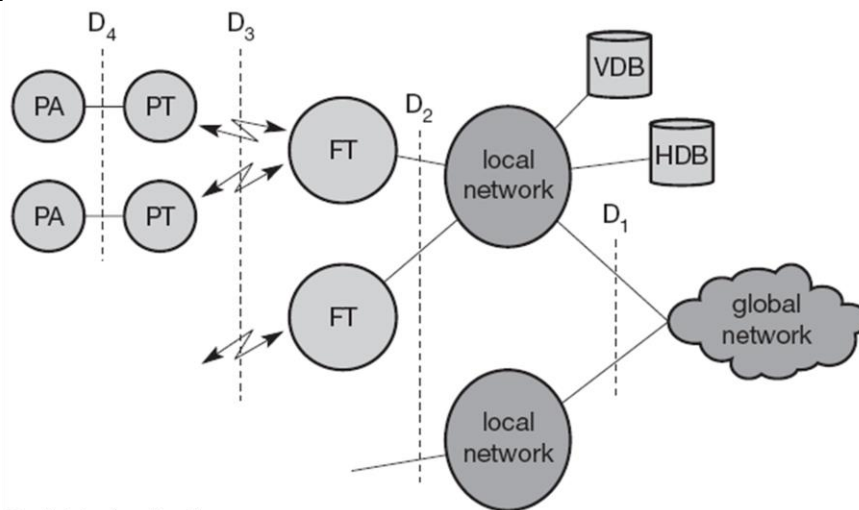 D4
D3
VDB
PA
PT
D2
FT
local
network
HDB
PA
PT
D1
FT
global
network
local
network